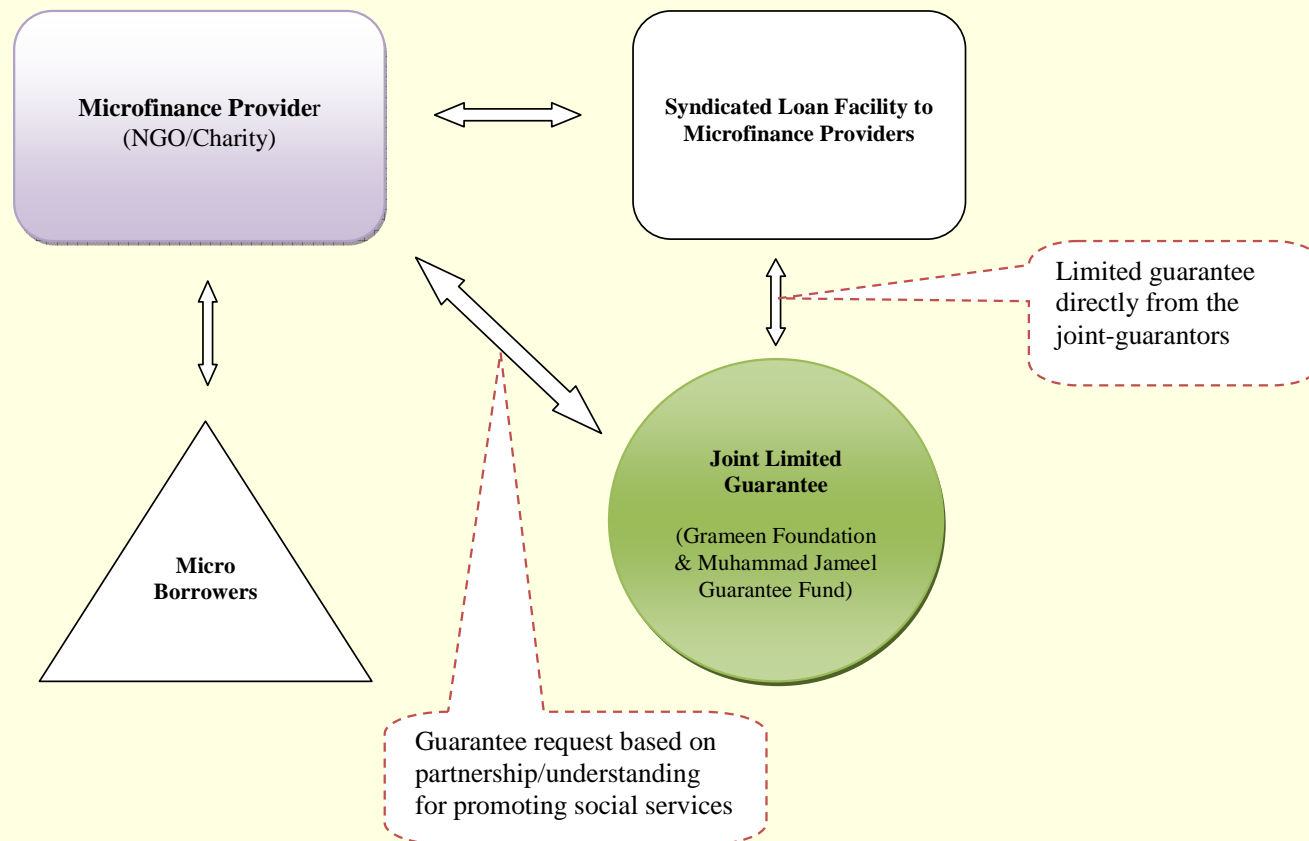 Microfinance Provider
(NGO/Charity)
Syndicated Loan Facility to
Microfinance Providers
Limited guarantee
directly from the
joint-guarantors
Joint Limited
Guarantee
(Grameen Foundation
& Muhammad Jameel
Guarantee Fund)
Micro
Borrowers
Guarantee request based on
partnership/understanding
for promoting social services